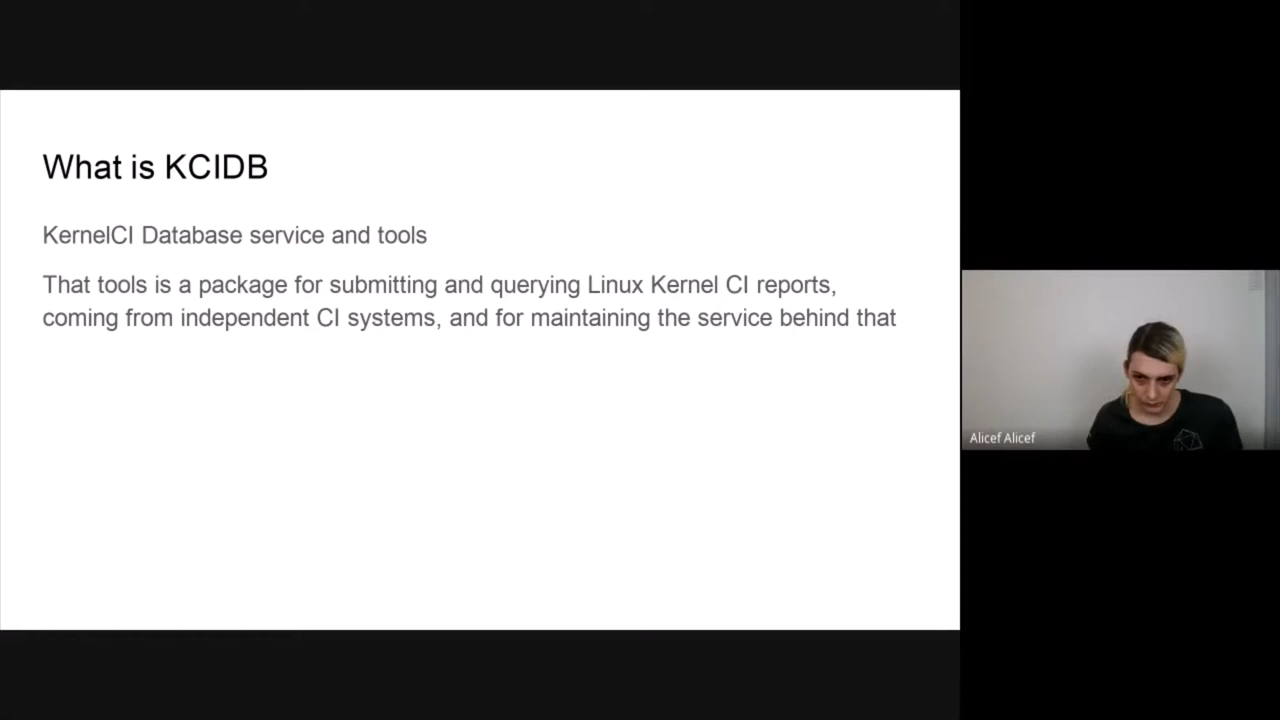 What is KCIDB
KernelCI Database service and tools
That tools is a package for submitting and querying Linux Kernel CI reports,
coming from independent CI systems, and for maintaining the service behind that
Alicef Alicef